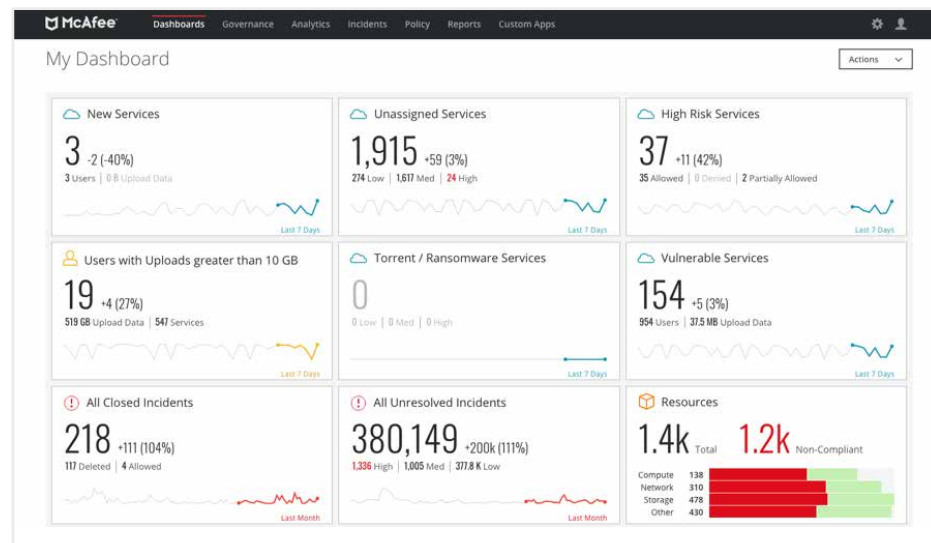 McAfee Dashboards Governance Analytics Incidents Policy Reports Custom Apps
My Dashboard
Actions
New Services
3 -2 (-40%)
3 Users | 0 B Upload Data
Last 7 Days
Unassigned Services
1,915 +59 (3%)
274 Low | 1,617 Med | 24 High
Last 7 Days
High Risk Services
37 +11 (42%)
35 Allowed | 0 Denied | 2 Partially Allowed
Last 7 Days
Users with Uploads greater than 10 GB
19 +4 (27%)
519 GB Upload Data | 547 Services
Last 7 Days
Torrent / Ransomware Services
0
0 Low | 0 Med | 0 High
Last 7 Days
Vulnerable Services
154 +5 (3%)
954 Users | 37.5 MB Upload Data
Last 7 Days
All Closed Incidents
218 +111 (104%)
117 Deleted | 4 Allowed
Last Month
All Unresolved Incidents
380,149 +200k (111%)
1,336 High | 1,005 Med | 377.8 K Low
Last Month
Resources
1.4k Total 1.2k Non-Compliant
Compute 138
Network 310
Storage 478
Other 430